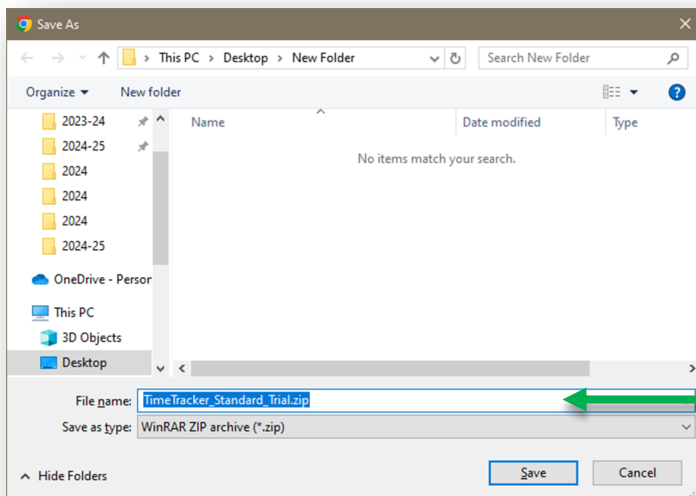 Save As
This PC > Desktop > New Folder
Search New Folder
Organize
New folder
2023-24
2024-25
2024
2024
2024
2024-25
OneDrive - Person
This PC
3D Objects
Desktop
Name
Date modified
Type
No items match your search.
File name: TimeTracker_Standard_Trial.zip
Save as type: WinRAR ZIP archive (*.zip)
Hide Folders
Save
Cancel